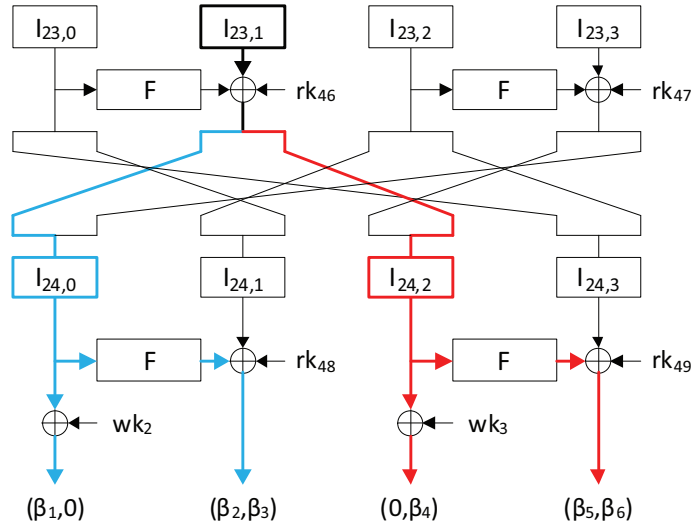 I23,0 I23,1 I23,2 I23,3
F rk46 F rk47
I24,0 I24,1 I24,2 I24,3
F rk48 F rk49
wk2 wk3
(β1,0) (β2,β3) (0,β4) (β5,β6)